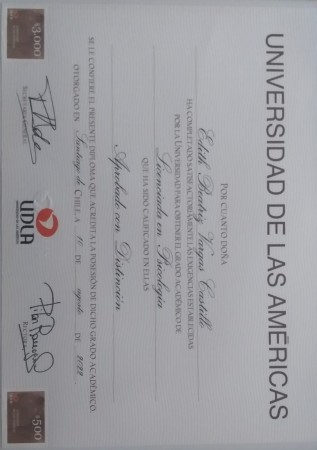 UNIVERSIDAD DE LAS AMÉRICAS
POR CUANTO DOÑA
Edith Beatriz Vargas Castillo
HA COMPLETADO SATISFACTORIAMENTE LAS EXIGENCIAS ESTABLECIDAS
POR LA UNIVERSIDAD PARA OBTENER EL GRADO ACADÉMICO DE
Licenciada en Psicología
QUE HA SIDO CALIFICADO EN ELLAS
Aprobada con Distinción
SE LE CONFIERE EL PRESENTE DIPLOMA QUE ACREDITA LA POSESIÓN DE DICHO GRADO ACADÉMICO.
OTORGADO EN Santiago de CHILE, A DE agosto DE
UDLA
$3.000
$500